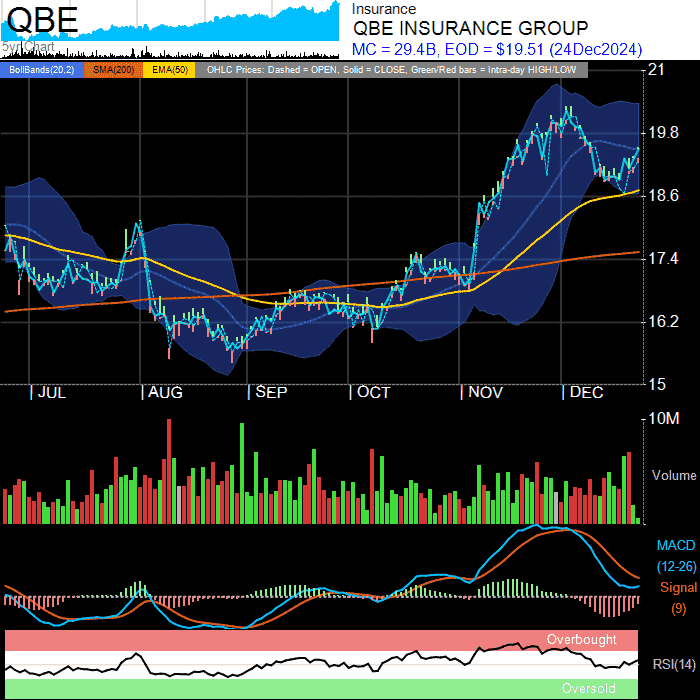 QBE
5yr Chart
Insurance
QBE INSURANCE GROUP
MC = 29.4B, EOD = $19.51 (24Dec2024)
BollBands(20,2) SMA(200) EMA(50) OHLC Prices: Dashed = OPEN, Solid = CLOSE, Green/Red bars = Intra-day HIGH/LOW
21
19.8
18.6
17.4
16.2
15
| JUL | AUG | SEP | OCT | NOV | DEC
10M
Volume
MACD
(12-26)
Signal
(9)
Overbought
RSI(14)
Oversold